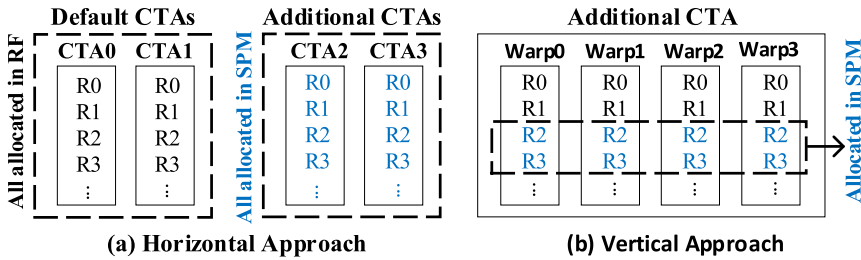 Default CTAs
Additional CTAs
All allocated in RF
CTA0 CTA1
R0 R0
R1 R1
R2 R2
R3 R3
⋮ ⋮
All allocated in SPM
CTA2 CTA3
R0 R0
R1 R1
R2 R2
R3 R3
⋮ ⋮
(a) Horizontal Approach
Additional CTA
Warp0 Warp1 Warp2 Warp3
R0 R0 R0 R0
R1 R1 R1 R1
R2 R2 R2 R2
R3 R3 R3 R3
⋮ ⋮ ⋮ ⋮
Allocated in SPM
(b) Vertical Approach